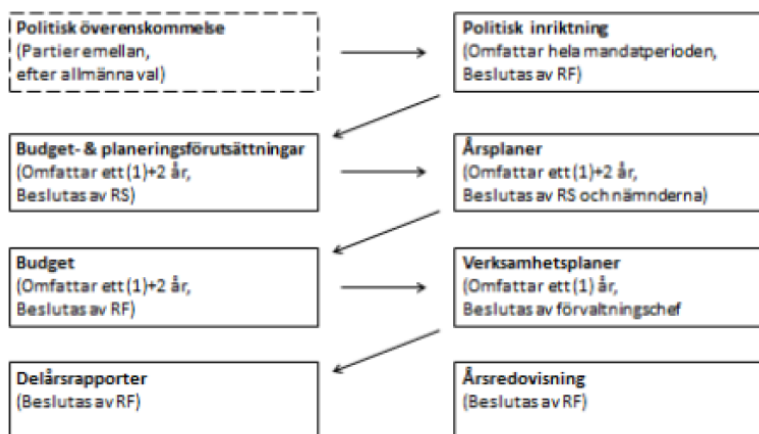 Politisk överenskommelse
(Partier emellan,
efter allmänna val)
Politisk inriktning
(Omfattar hela mandatperioden,
Beslutas av RF)
Budget- & planeringsförutsättningar
(Omfattar ett (1)+2 år,
Beslutas av RS)
Årsplaner
(Omfattar ett (1)+2 år,
Beslutas av RS och nämnderna)
Budget
(Omfattar ett (1)+2 år,
Beslutas av RF)
Verksamhetsplaner
(Omfattar ett (1) år,
Beslutas av förvaltningschef
Delårsrapporter
(Beslutas av RF)
Årsredovisning
(Beslutas av RF)